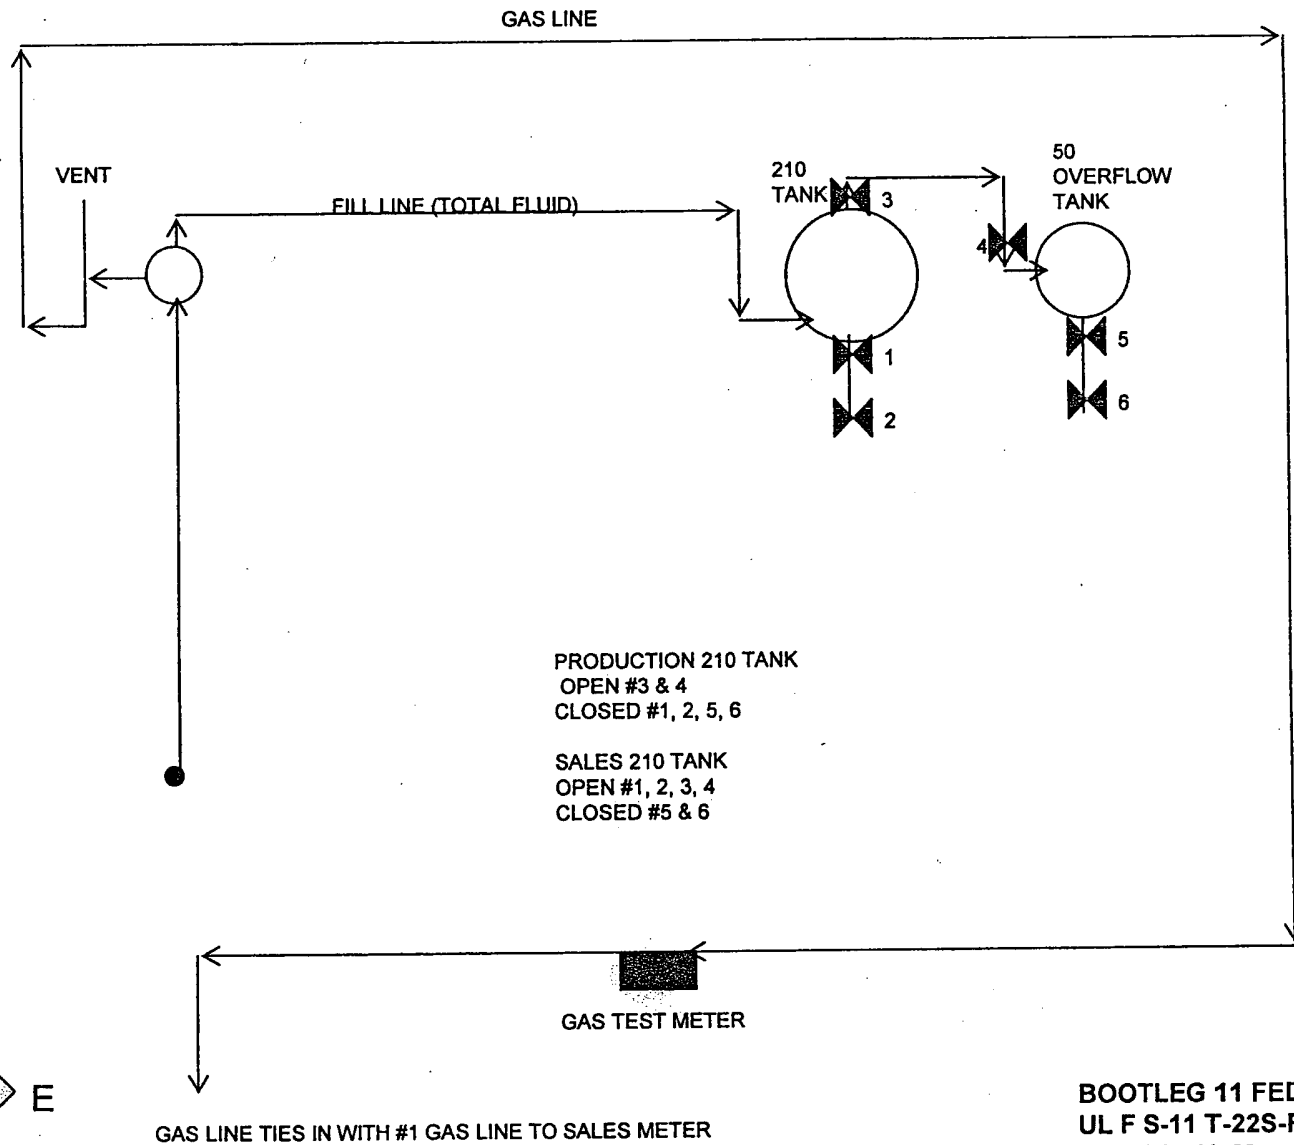 GAS LINE
VENT
FILL LINE (TOTAL FLUID)
210
TANK
3
50
OVERFLOW
TANK
4
1
2
5
6
PRODUCTION 210 TANK
OPEN #3 & 4
CLOSED #1, 2, 5, 6
SALES 210 TANK
OPEN #1, 2, 3, 4
CLOSED #5 & 6
GAS TEST METER
E
GAS LINE TIES IN WITH #1 GAS LINE TO SALES METER
BOOTLEG 11 FED
UL F S-11 T-22S-